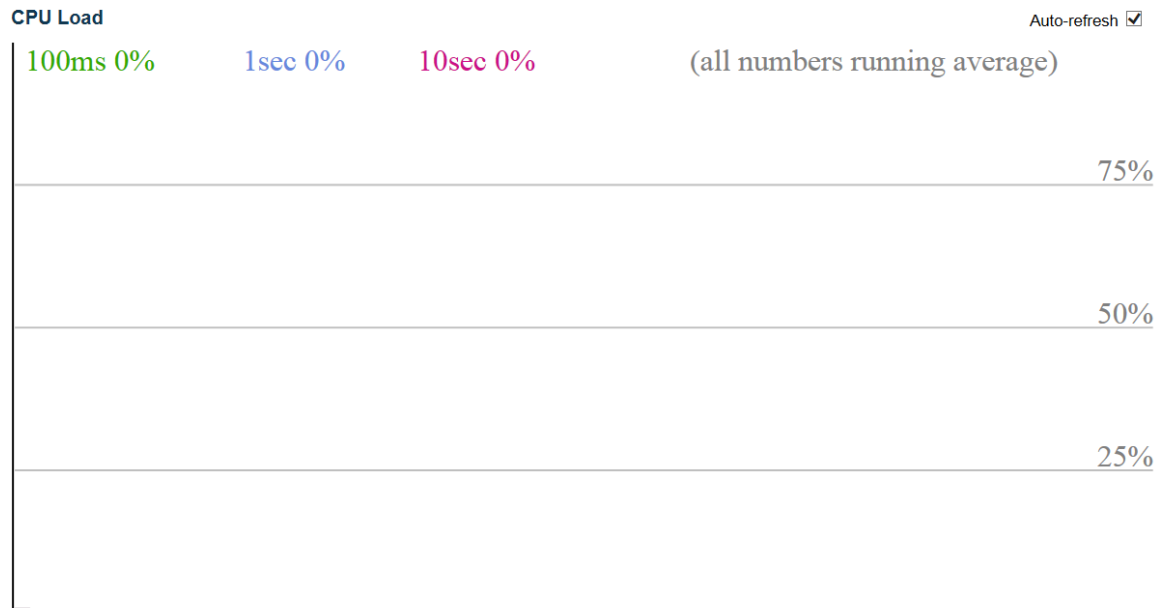 CPU Load
Auto-refresh
100ms 0% 1sec 0% 10sec 0% (all numbers running average)
75%
50%
25%